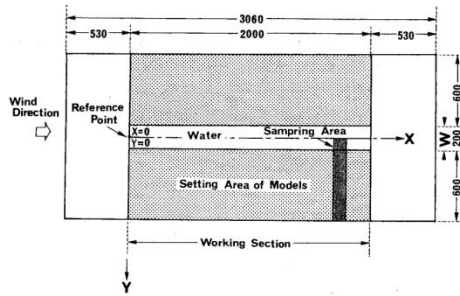 3060
530
2000
530
Wind
Direction
Reference
Point
X=0
Y=0
Water
Sampring Area
X
600
W
200
600
Setting Area of Models
Working Section
Y